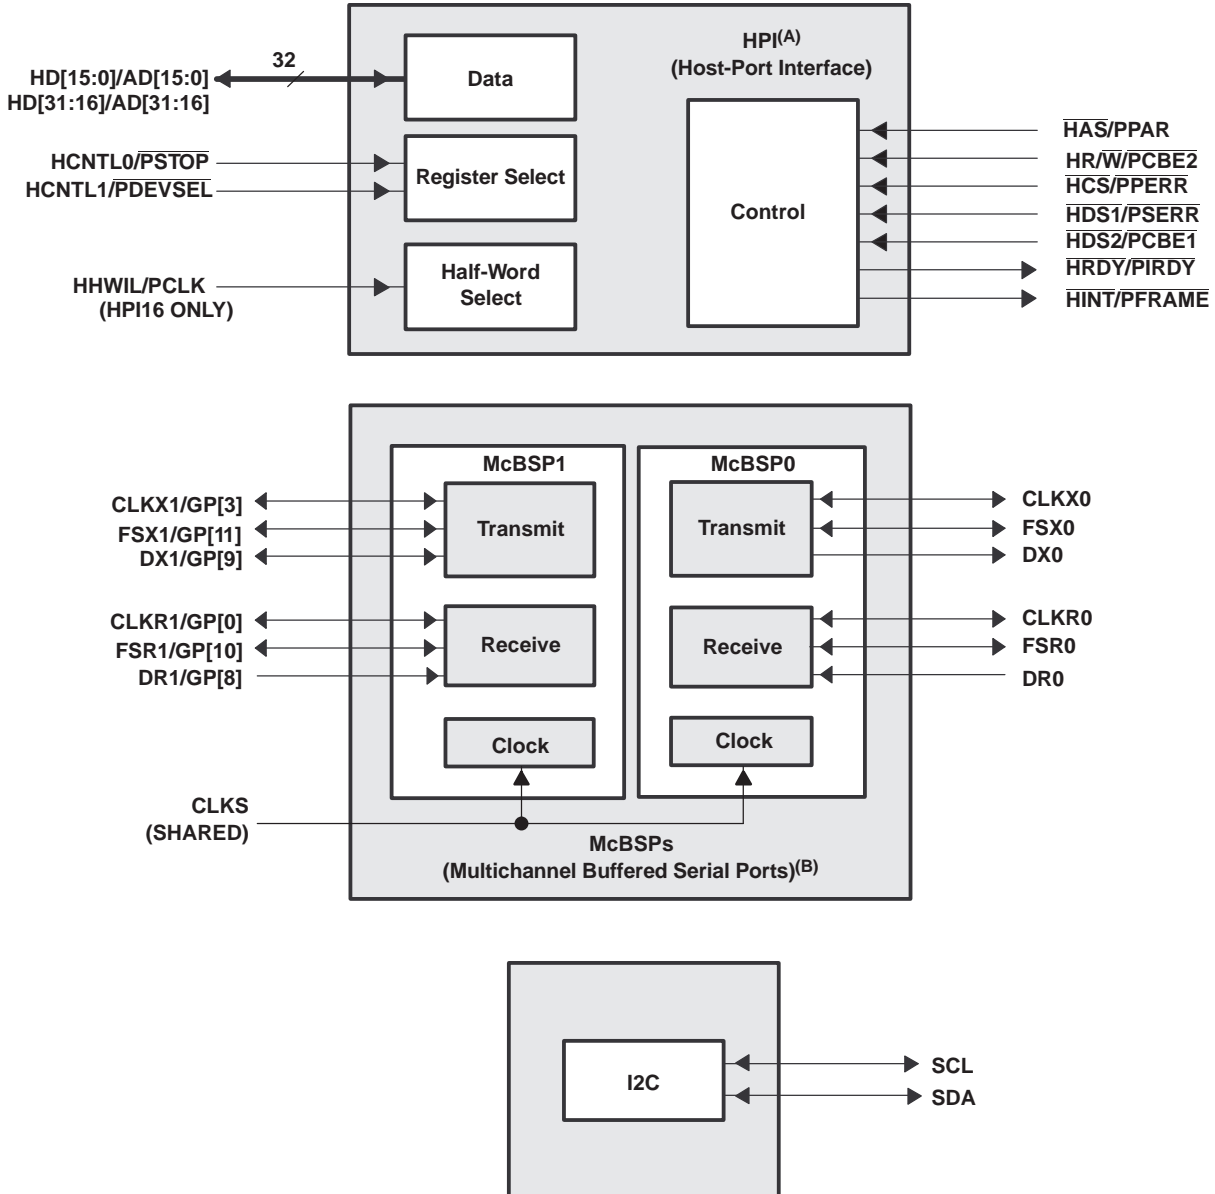 HPI(A)
(Host-Port Interface)
32
HD[15:0]/AD[15:0]
HD[31:16]/AD[31:16]
Data
HCNTL0/PSTOP
HCNTL1/PDEVSEL
Register Select
HHWIL/PCLK
(HPI16 ONLY)
Half-Word
Select
Control
HAS/PPAR
HR/W/PCBE2
HCS/PPERR
HDS1/PSERR
HDS2/PCBE1
HRDY/PIRDY
HINT/PFRAME
McBSP1
McBSP0
CLKX1/GP[3]
FSX1/GP[11]
DX1/GP[9]
Transmit
Transmit
CLKX0
FSX0
DX0
CLKR1/GP[0]
FSR1/GP[10]
DR1/GP[8]
Receive
Receive
CLKR0
FSR0
DR0
Clock
Clock
CLKS
(SHARED)
McBSPs
(Multichannel Buffered Serial Ports)(B)
I2C
SCL
SDA